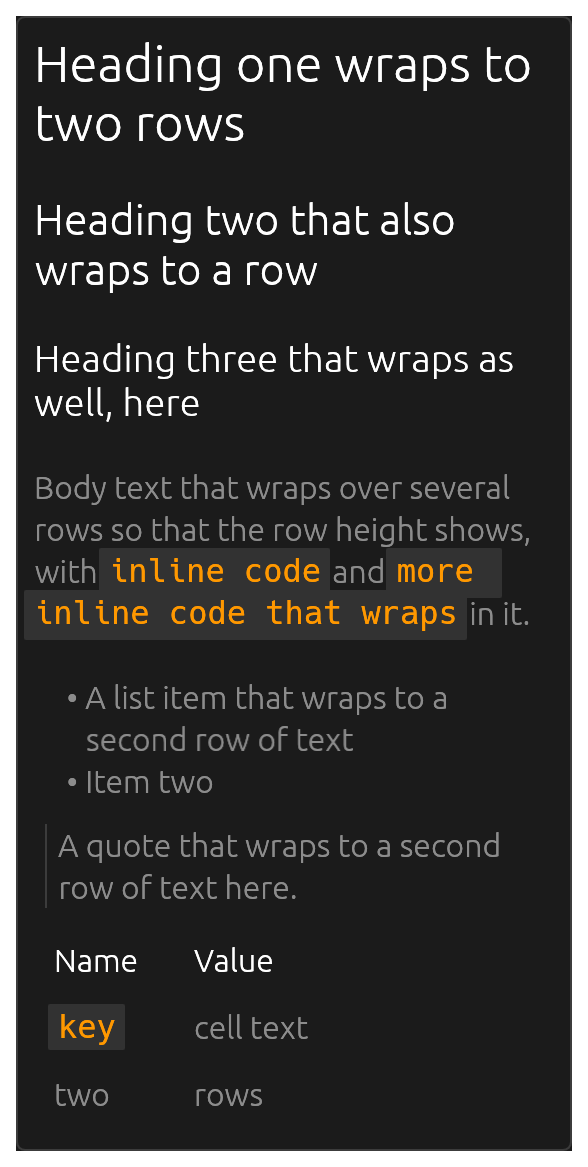 Heading one wraps to
two rows
Heading two that also
wraps to a row
Heading three that wraps as
well, here
Body text that wraps over several
rows so that the row height shows,
with inline code and more
inline code that wraps in it.
• A list item that wraps to a
second row of text
• Item two
A quote that wraps to a second
row of text here.
Name Value
key cell text
two rows